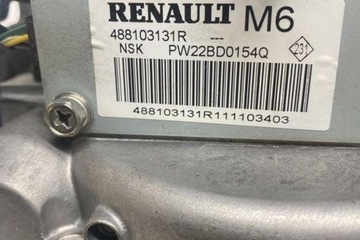 RENAULT M6
488103131R ---
NSK PW22BD0154Q 231
488103131R111103403